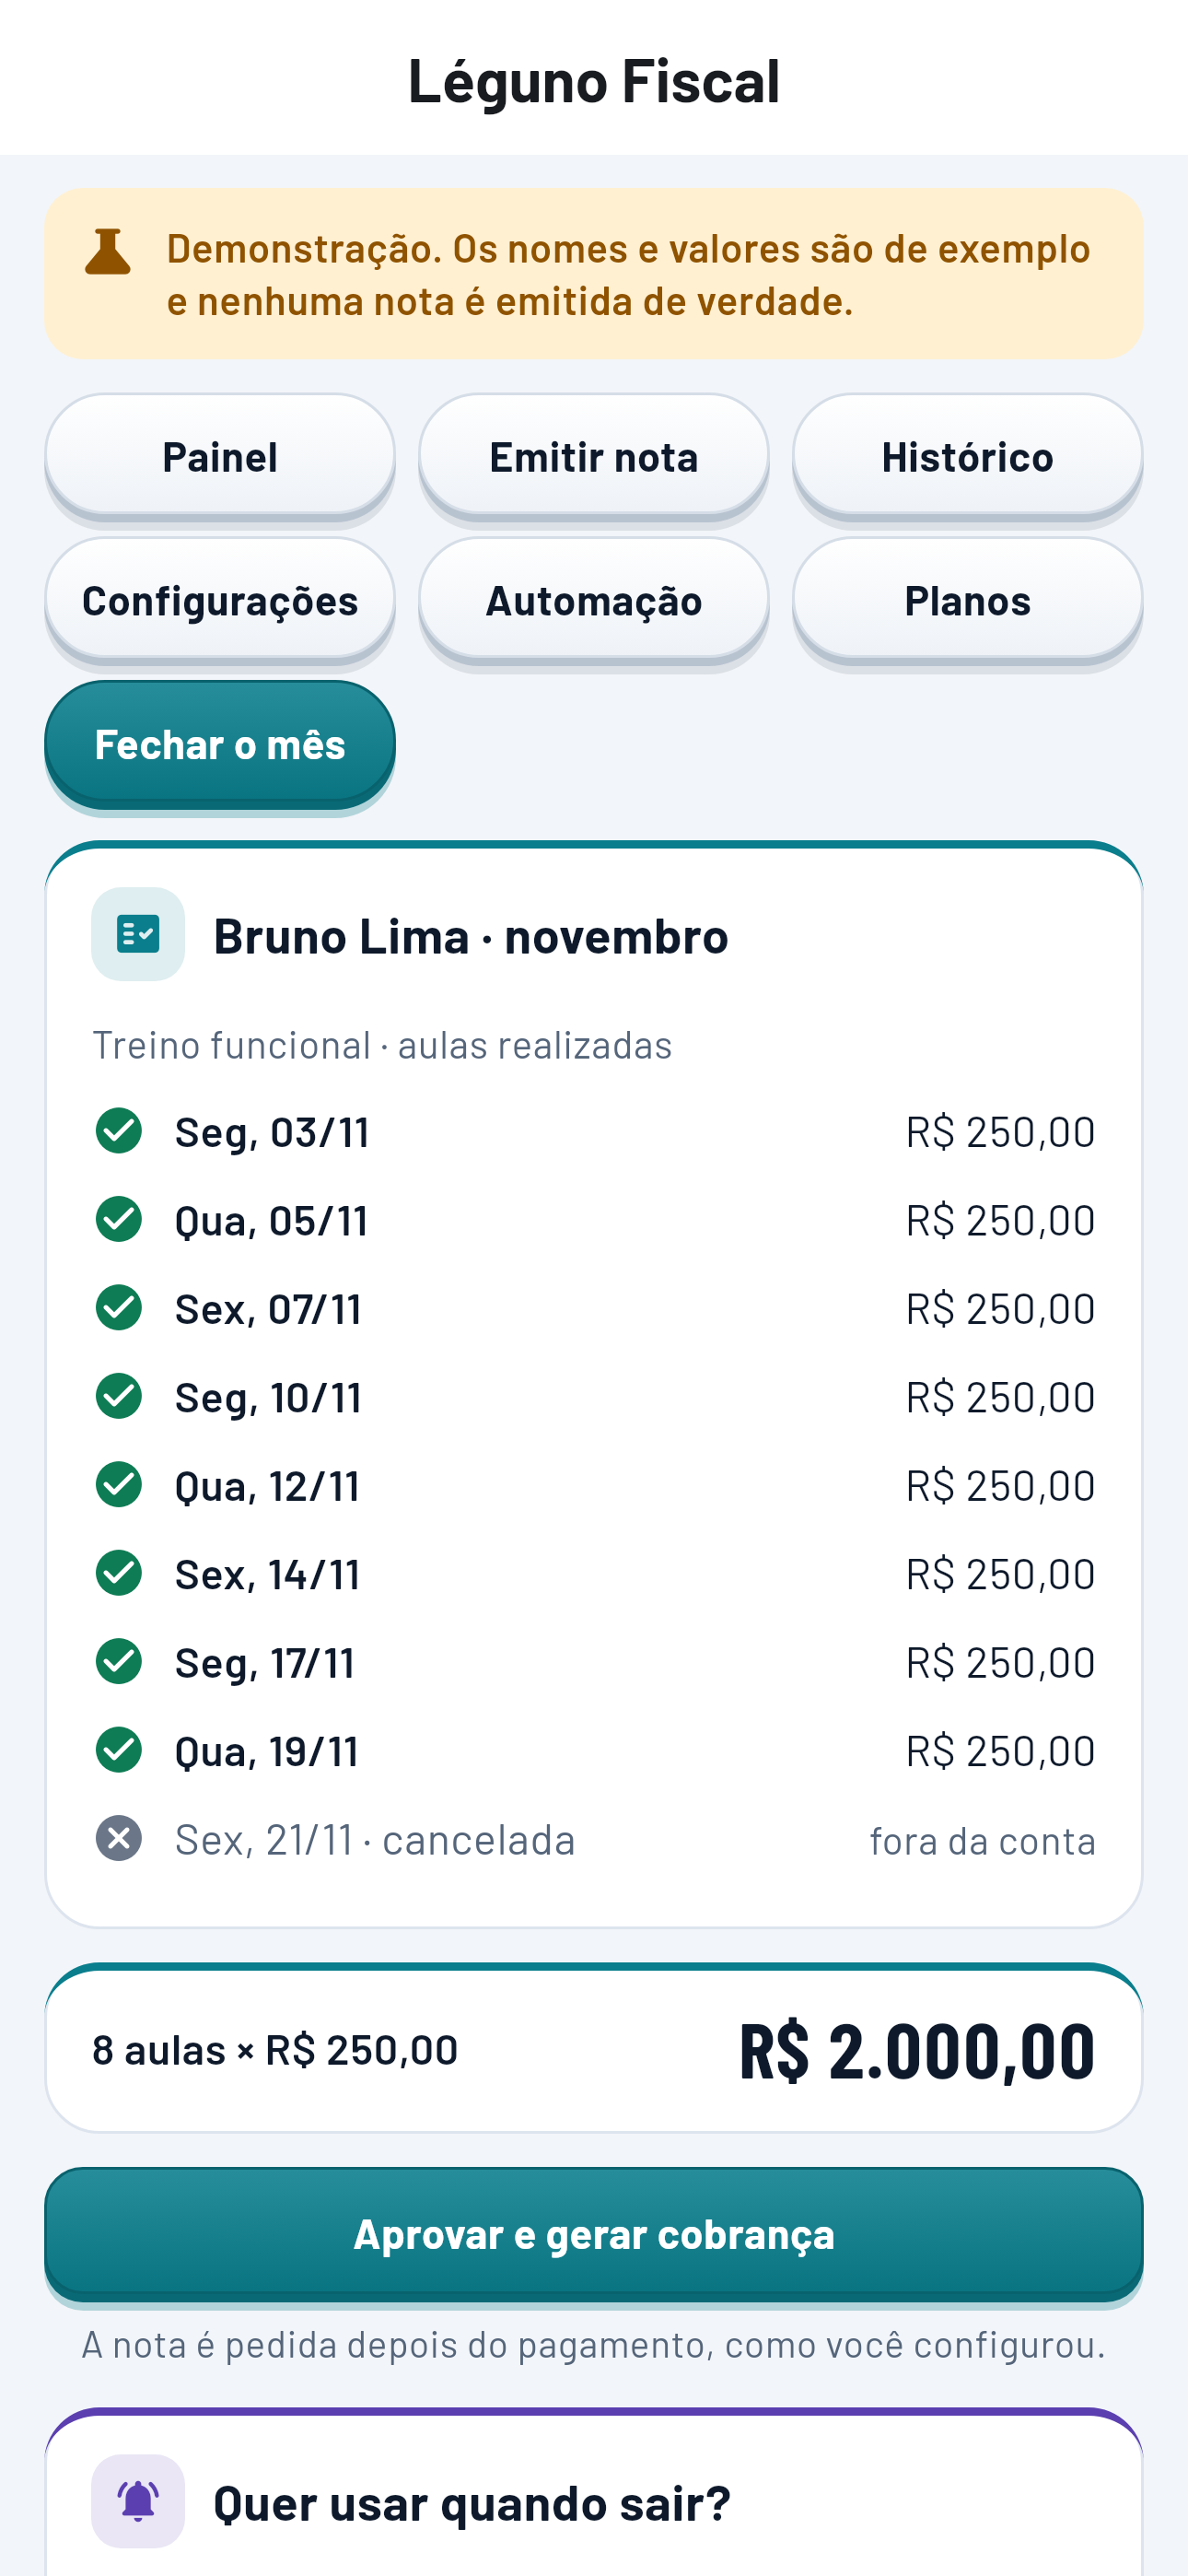 Léguno Fiscal
Demonstração. Os nomes e valores são de exemplo
e nenhuma nota é emitida de verdade.
Painel
Emitir nota
Histórico
Configurações
Automação
Planos
Fechar o mês
Bruno Lima · novembro
Treino funcional · aulas realizadas
Seg, 03/11 R$ 250,00
Qua, 05/11 R$ 250,00
Sex, 07/11 R$ 250,00
Seg, 10/11 R$ 250,00
Qua, 12/11 R$ 250,00
Sex, 14/11 R$ 250,00
Seg, 17/11 R$ 250,00
Qua, 19/11 R$ 250,00
Sex, 21/11 · cancelada fora da conta
8 aulas × R$ 250,00 R$ 2.000,00
Aprovar e gerar cobrança
A nota é pedida depois do pagamento, como você configurou.
Quer usar quando sair?